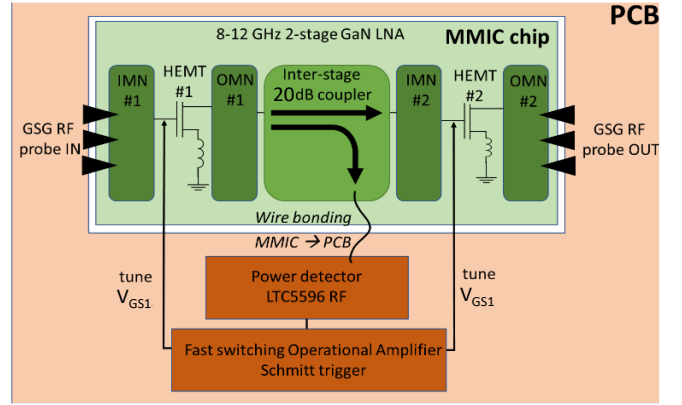 PCB
8-12 GHz 2-stage GaN LNA
MMIC chip
IMN
#1
HEMT
#1
OMN
#1
Inter-stage
20dB coupler
IMN
#2
HEMT
#2
OMN
#2
GSG RF
probe IN
GSG RF
probe OUT
Wire bonding
MMIC → PCB
tune
VGS1
Power detector
LTC5596 RF
tune
VGS1
Fast switching Operational Amplifier
Schmitt trigger